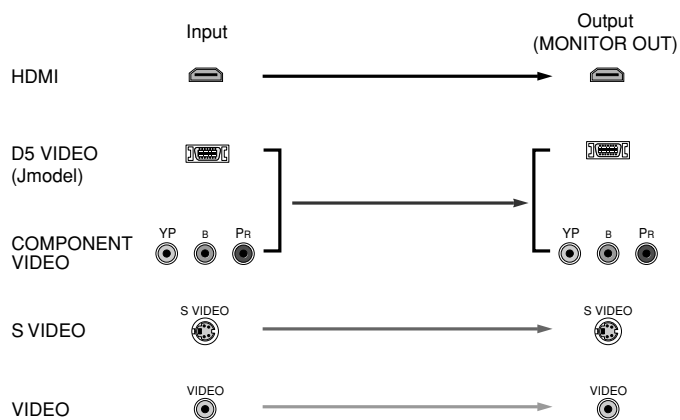 Input
Output
(MONITOR OUT)
HDMI
D5 VIDEO
(Jmodel)
COMPONENT
VIDEO
YP B PR
YP B PR
S VIDEO
S VIDEO
S VIDEO
VIDEO
VIDEO
VIDEO